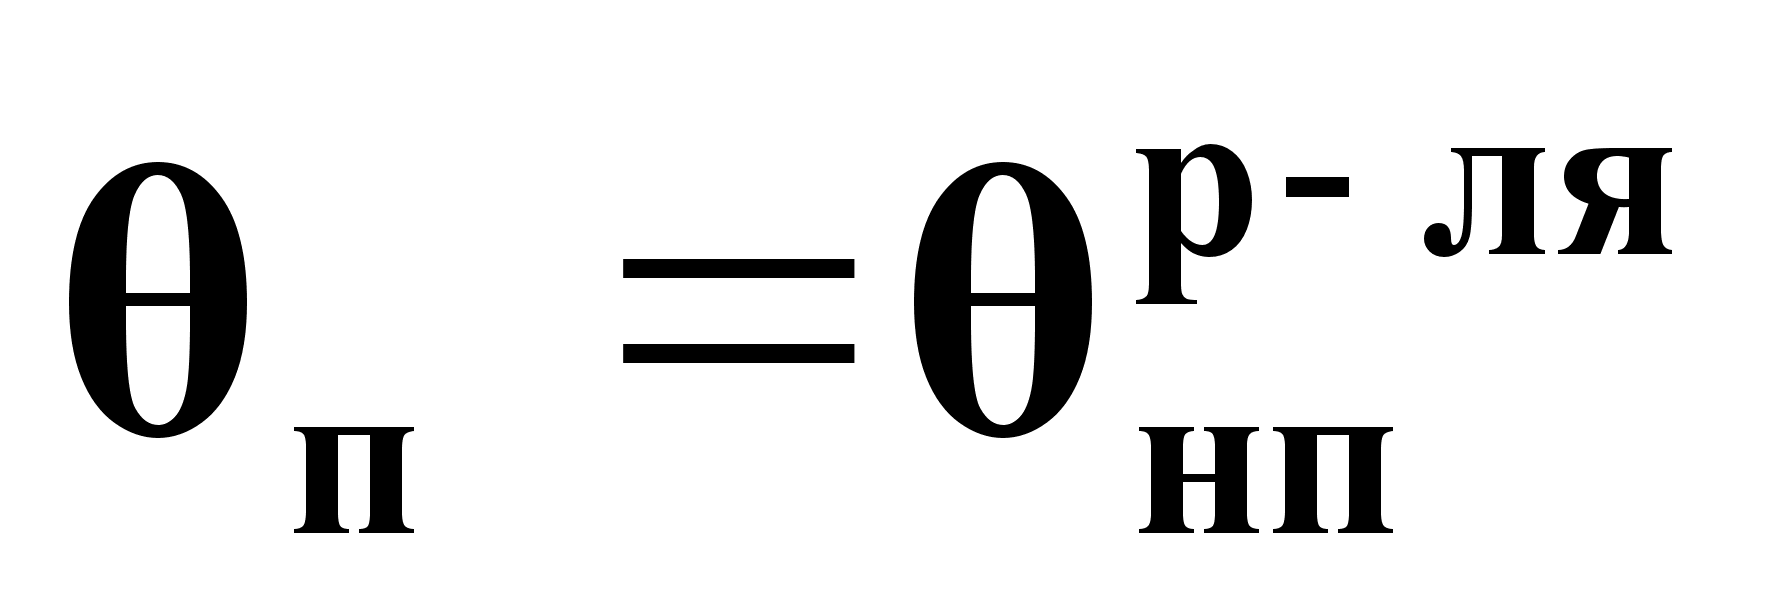 θп = θнп р- ля